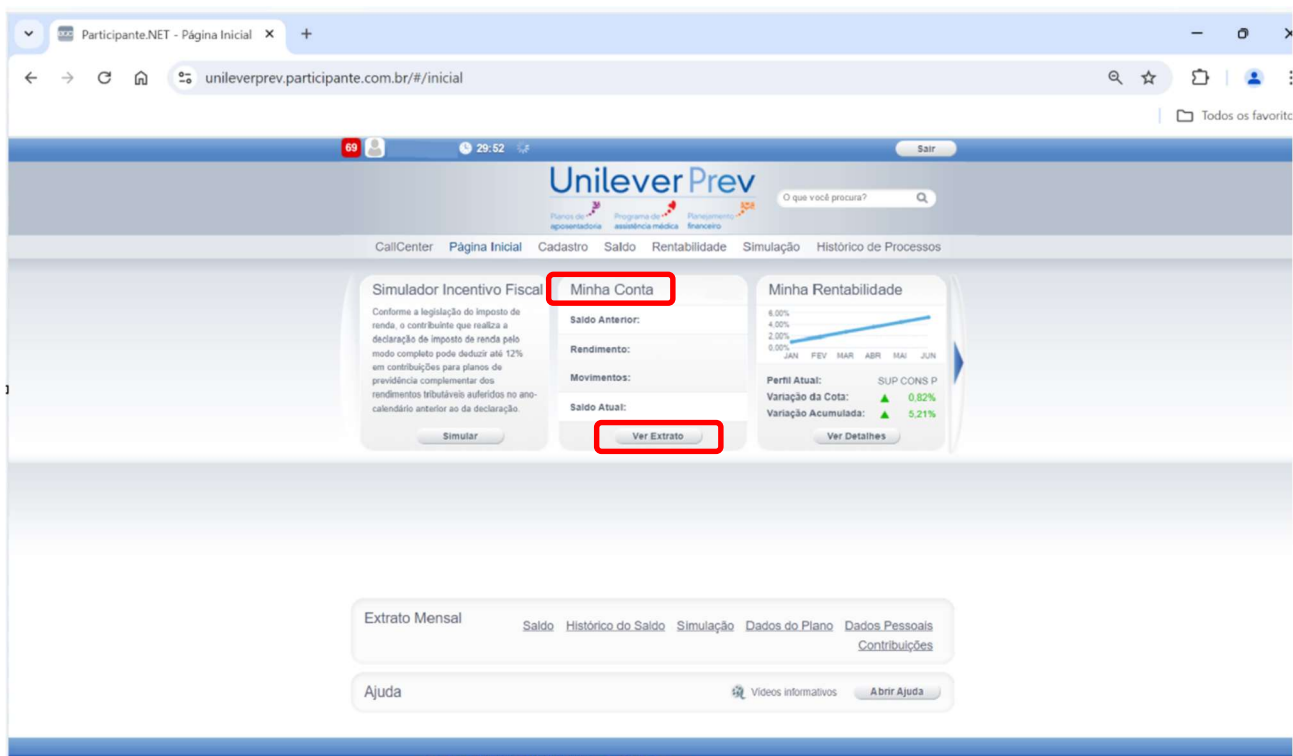 Participante.NET - Página Inicial
unileverprev.participante.com.br/#/inicial
Todos os favorito
69
29:52
Sair
UnileverPrev
Planos de aposentadoria
Programa de assistência médica
Planejamento financeiro
O que você procura?
CallCenter Página Inicial Cadastro Saldo Rentabilidade Simulação Histórico de Processos
Simulador Incentivo Fiscal
Conforme a legislação do imposto de
renda, o contribuinte que realiza a
declaração de imposto de renda pelo
modo completo pode deduzir até 12%
em contribuições para planos de
previdência complementar dos
rendimentos tributáveis auferidos no ano-
calendário anterior ao da declaração.
Simular
Minha Conta
Saldo Anterior:
Rendimento:
Movimentos:
Saldo Atual:
Ver Extrato
Minha Rentabilidade
6,00%
4,00%
2,00%
0,00%
JAN FEV MAR ABR MAI JUN
Perfil Atual: SUP CONS P
Variação da Cota: 0,82%
Variação Acumulada: 5,21%
Ver Detalhes
Extrato Mensal
Saldo Histórico do Saldo Simulação Dados do Plano Dados Pessoais
Contribuições
Ajuda
Vídeos informativos
Abrir Ajuda